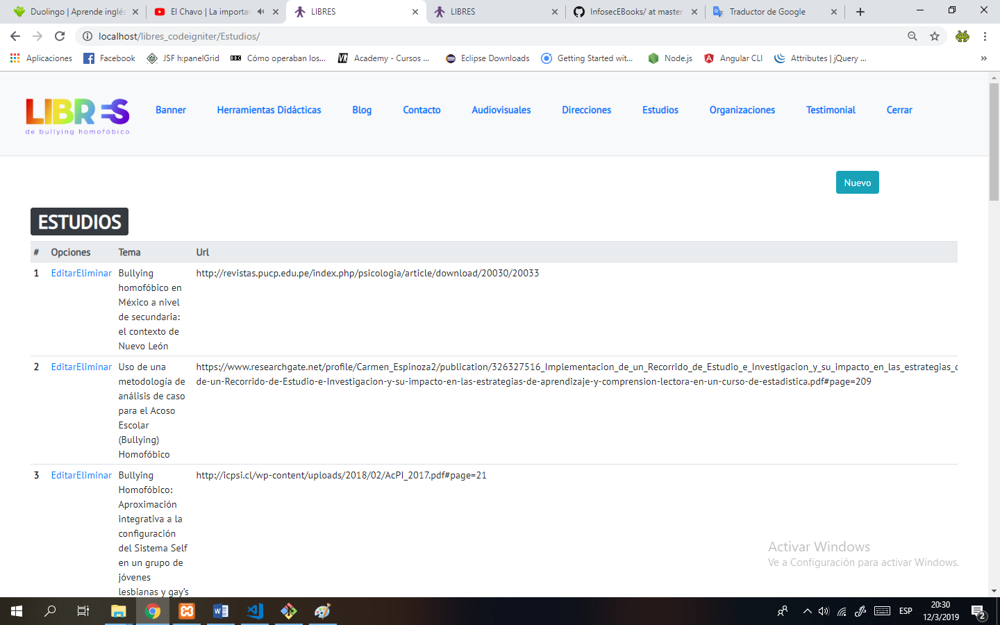 Duolingo | Aprende inglés
El Chavo | La importan
LIBRES
LIBRES
InfosecEBooks/ at master
Traductor de Google
localhost/libres_codeigniter/Estudios/
Aplicaciones
Facebook
JSF h:panelGrid
BBC
Cómo operaban los...
Academy - Cursos ...
Eclipse Downloads
Getting Started wit...
Node.js
Angular CLI
Attributes | jQuery ...
»
LIBRES
de bullying homofóbico
Banner
Herramientas Didácticas
Blog
Contacto
Audiovisuales
Direcciones
Estudios
Organizaciones
Testimonial
Cerrar
Nuevo
ESTUDIOS
# Opciones Tema Url
1 EditarEliminar Bullying http://revistas.pucp.edu.pe/index.php/psicologia/article/download/20030/20033
homofóbico en
México a nivel
de secundaria:
el contexto de
Nuevo León
2 EditarEliminar Uso de una https://www.researchgate.net/profile/Carmen_Espinoza2/publication/326327516_Implementacion_de_un_Recorrido_de_Estudio_e_Investigacion_y_su_impacto_en_las_estrategias_d
metodología de de-un-Recorrido-de-Estudio-e-Investigacion-y-su-impacto-en-las-estrategias-de-aprendizaje-y-comprension-lectora-en-un-curso-de-estadistica.pdf#page=209
análisis de caso
para el Acoso
Escolar
(Bullying)
Homofóbico
3 EditarEliminar Bullying http://icpsi.cl/wp-content/uploads/2018/02/AcPI_2017.pdf#page=21
Homofóbico:
Aproximación
integrativa a la
configuración
del Sistema Self
en un grupo de
jóvenes
lesbianas y gay's
Activar Windows
Ve a Configuración para activar Windows.
ESP
20:30
12/3/2019
2